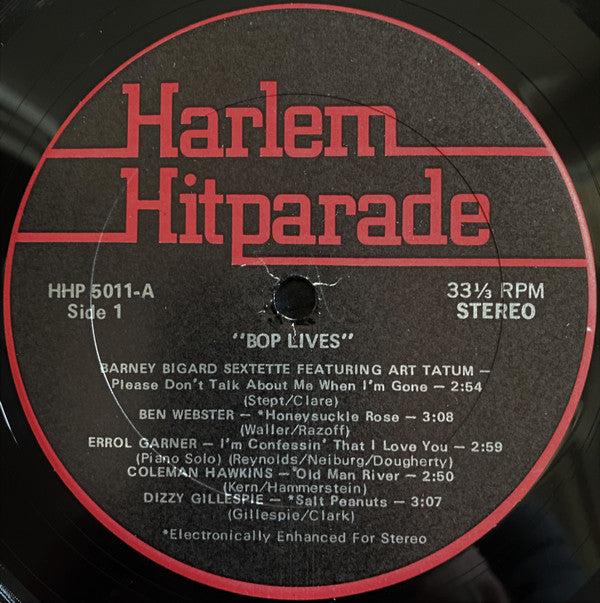 Harlem
Hitparade
HHP 5011-A
Side 1
33⅓ RPM
STEREO
"BOP LIVES"
BARNEY BIGARD SEXTETTE FEATURING ART TATUM —
Please Don't Talk About Me When I'm Gone — 2:54
(Stept/Clare)
BEN WEBSTER — *Honeysuckle Rose — 3:08
(Waller/Razoff)
ERROL GARNER — I'm Confessin' That I Love You — 2:59
(Piano Solo) (Reynolds/Neiburg/Dougherty)
COLEMAN HAWKINS — *Old Man River — 2:50
(Kern/Hammerstein)
DIZZY GILLESPIE — *Salt Peanuts — 3:07
(Gillespie/Clark)
*Electronically Enhanced For Stereo